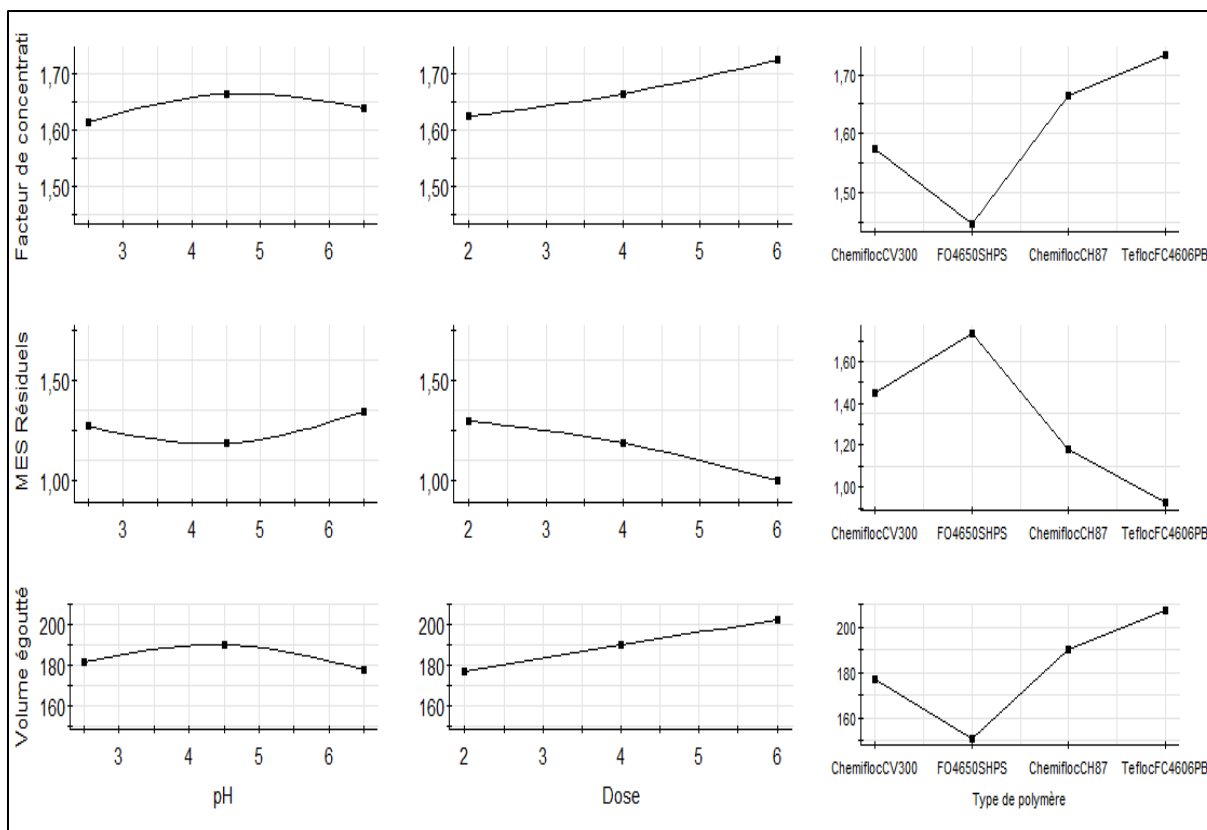 Facteur de concentrati
1,70
1,60
1,50
3 4 5 6
1,70
1,60
1,50
2 3 4 5 6
1,70
1,60
1,50
ChemiflocCV300 FO4650SHPS ChemiflocCH87 TeflocFC4606PB
MES Résiduels
1,50
1,00
3 4 5 6
1,50
1,00
2 3 4 5 6
1,60
1,40
1,20
1,00
ChemiflocCV300 FO4650SHPS ChemiflocCH87 TeflocFC4606PB
Volume égoutté
200
180
160
3 4 5 6
pH
200
180
160
2 3 4 5 6
Dose
200
180
160
ChemiflocCV300 FO4650SHPS ChemiflocCH87 TeflocFC4606PB
Type de polymère